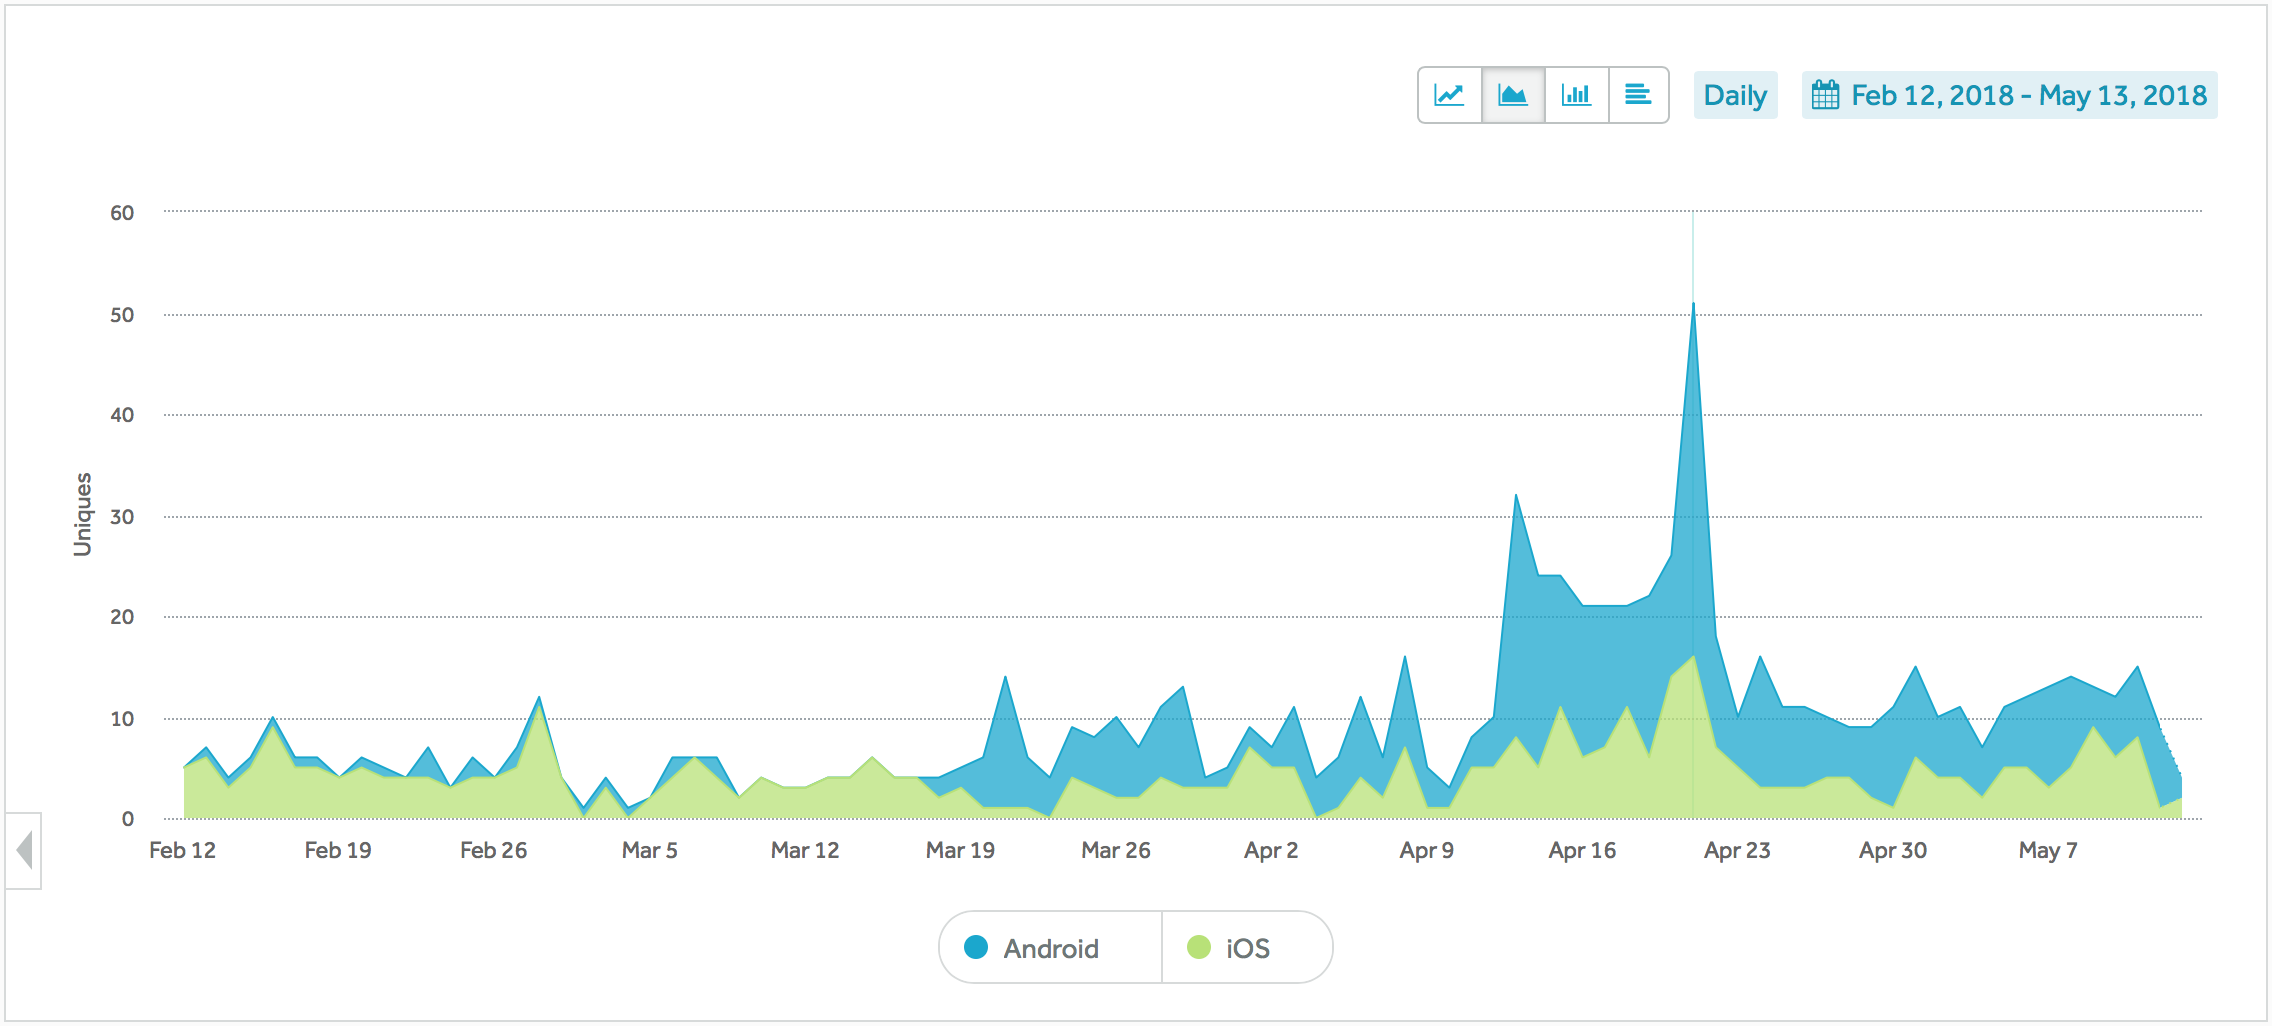 Daily
Feb 12, 2018 - May 13, 2018
60
50
40
30
20
10
0
Uniques
Feb 12
Feb 19
Feb 26
Mar 5
Mar 12
Mar 19
Mar 26
Apr 2
Apr 9
Apr 16
Apr 23
Apr 30
May 7
Android
iOS